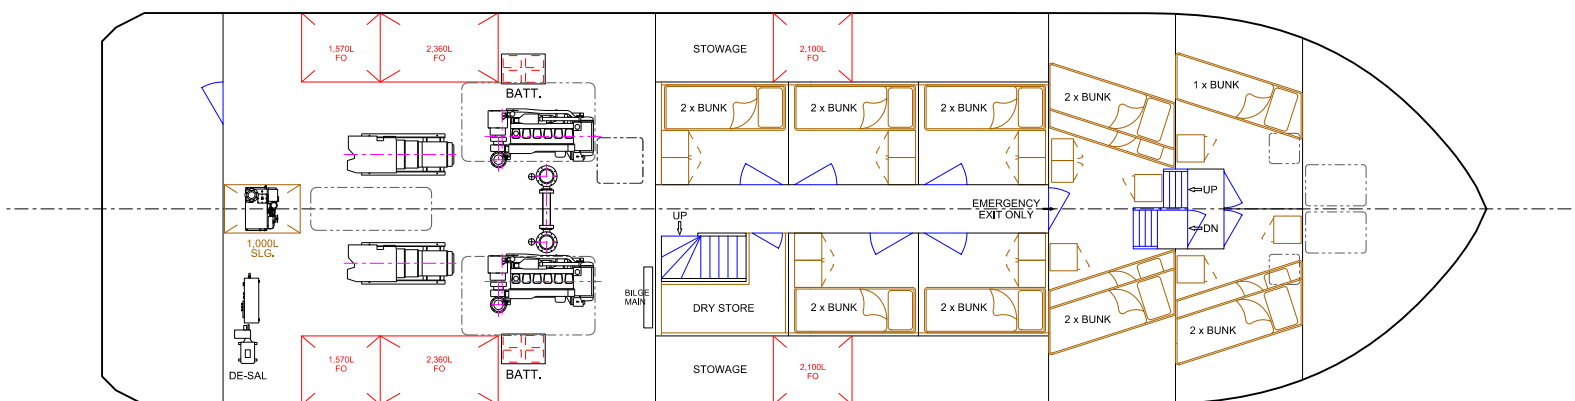 1,570L
FO
2,360L
FO
BATT.
STOWAGE
2,100L
FO
2 x BUNK
2 x BUNK
2 x BUNK
2 x BUNK
1 x BUNK
EMERGENCY
EXIT ONLY
UP
DN
UP
1,000L
SLG.
BILGE
MAIN
DRY STORE
2 x BUNK
2 x BUNK
2 x BUNK
2 x BUNK
DE-SAL
1,570L
FO
2,360L
FO
BATT.
STOWAGE
2,100L
FO